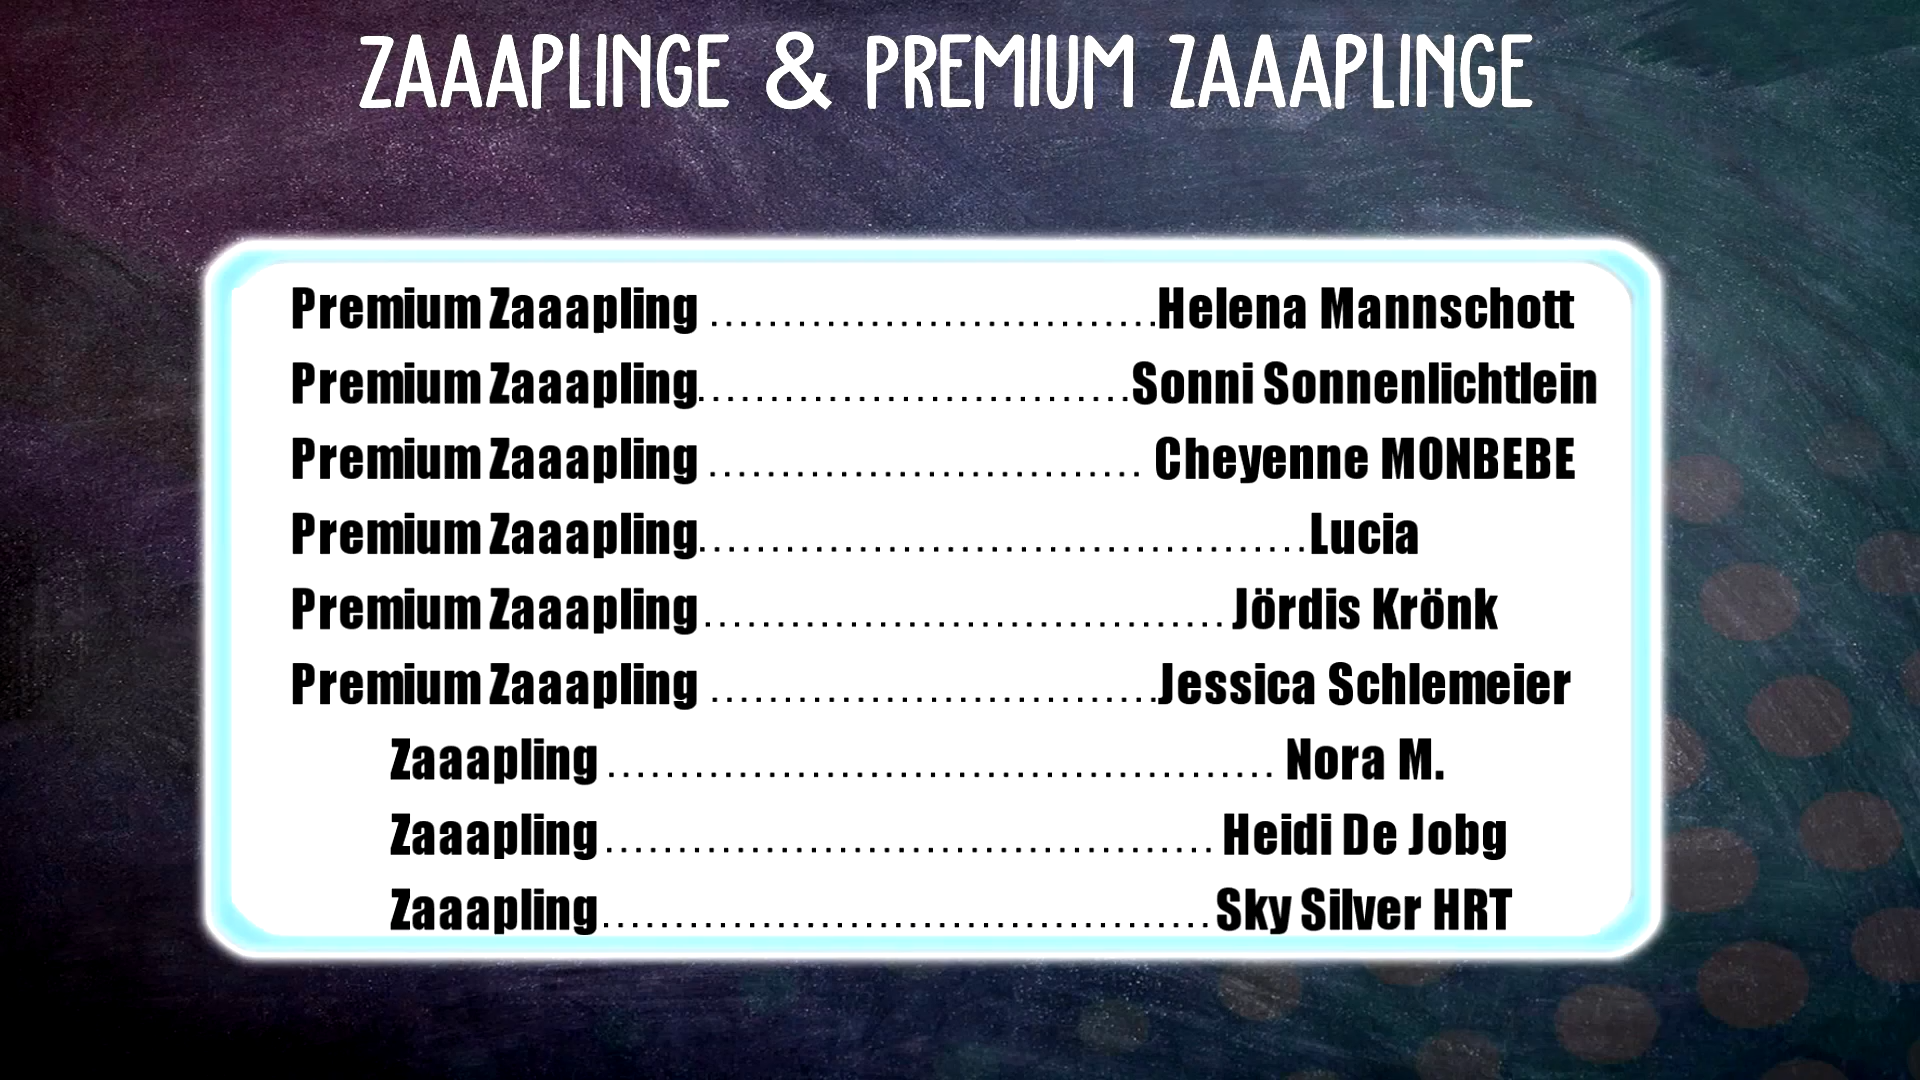 ZAAAPLINGE & PREMIUM ZAAAPLINGE
Premium Zaaapling ...............................Helena Mannschott
Premium Zaaapling..............................Sonni Sonnenlichtlein
Premium Zaaapling .............................. Cheyenne MONBEBE
Premium Zaaapling..........................................Lucia
Premium Zaaapling.................................... Jördis Krönk
Premium Zaaapling ...............................Jessica Schlemeier
Zaaapling .............................................. Nora M.
Zaaapling.......................................... Heidi De Jobg
Zaaapling..........................................Sky Silver HRT